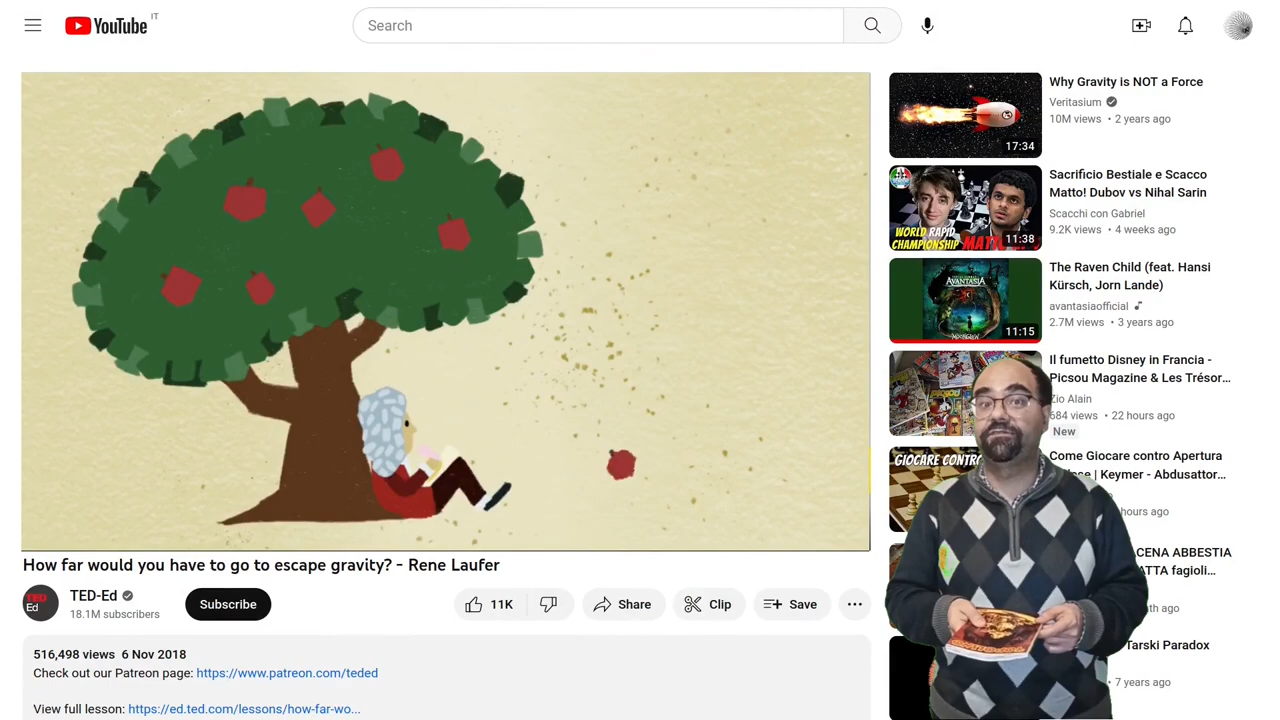 YouTube IT
Search
Why Gravity is NOT a Force
Veritasium
10M views • 2 years ago
17:34
Sacrificio Bestiale e Scacco
Matto! Dubov vs Nihal Sarin
Scacchi con Gabriel
9.2K views • 4 weeks ago
WORLD RAPID
CHAMPIONSHIP
11:38
The Raven Child (feat. Hansi
Kürsch, Jorn Lande)
avantasiaofficial
2.7M views • 3 years ago
AVANTASIA
11:15
Il fumetto Disney in Francia -
Picsou Magazine & Les Trésor…
Zio Alain
684 views • 22 hours ago
New
GIOCARE CONTRO
Come Giocare contro Apertura
| Keymer - Abdusattor…
hours ago
CENA ABBESTIA
fagioli…
ago
Tarski Paradox
7 years ago
How far would you have to go to escape gravity? - Rene Laufer
TED Ed
TED-Ed
18.1M subscribers
Subscribe
11K
Share
Clip
Save
516,498 views 6 Nov 2018
Check out our Patreon page: https://www.patreon.com/teded
View full lesson: https://ed.ted.com/lessons/how-far-wo...